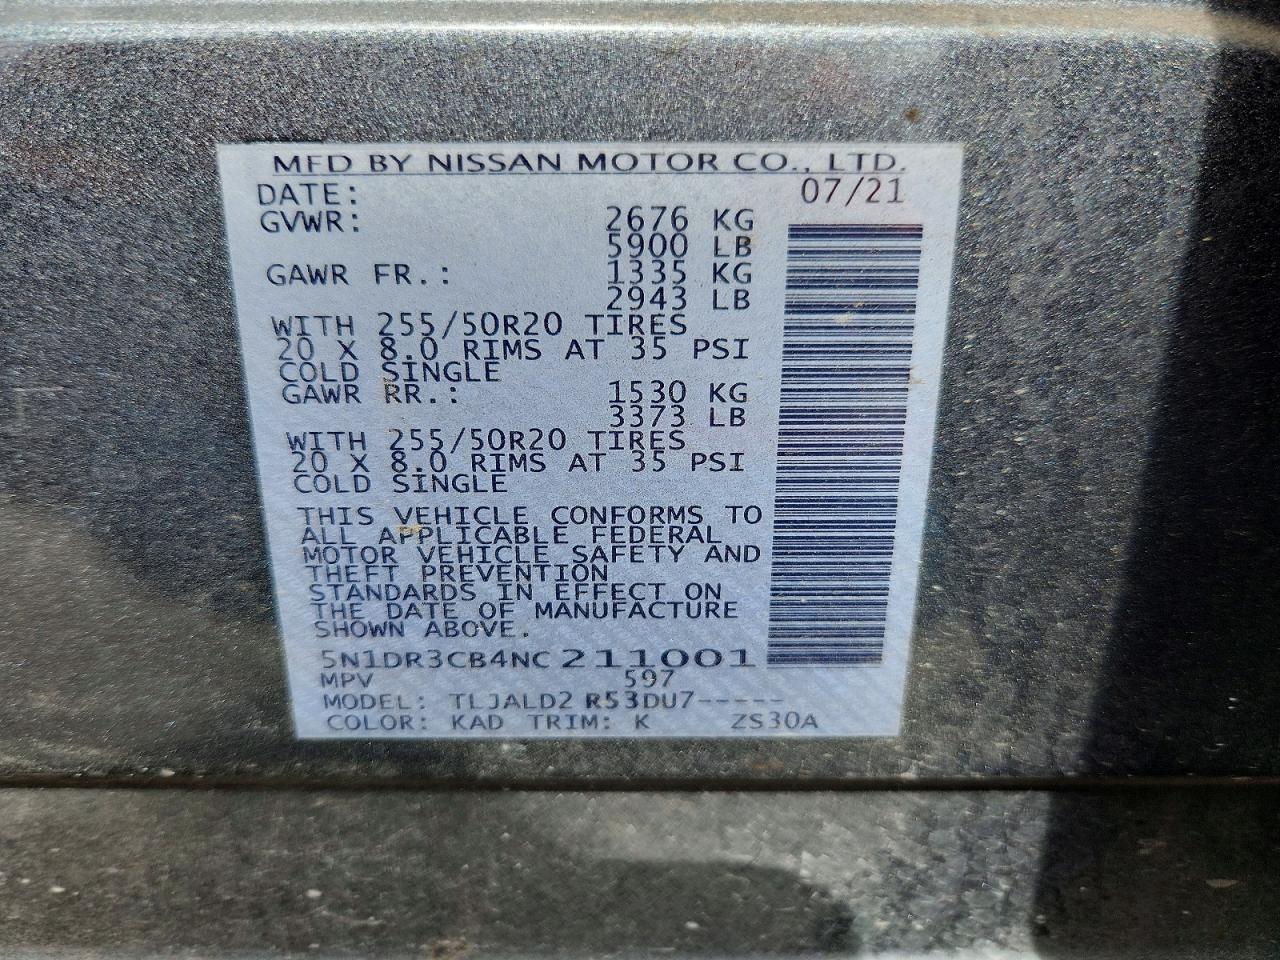 MFD BY NISSAN MOTOR CO., LTD.
DATE: 07/21
GVWR: 2676 KG
5900 LB
GAWR FR.: 1335 KG
2943 LB
WITH 255/50R20 TIRES
20 X 8.0 RIMS AT 35 PSI
COLD SINGLE
GAWR RR.: 1530 KG
3373 LB
WITH 255/50R20 TIRES
20 X 8.0 RIMS AT 35 PSI
COLD SINGLE
THIS VEHICLE CONFORMS TO
ALL APPLICABLE FEDERAL
MOTOR VEHICLE SAFETY AND
THEFT PREVENTION
STANDARDS IN EFFECT ON
THE DATE OF MANUFACTURE
SHOWN ABOVE.
5N1DR3CB4NC211001
MPV 597
MODEL: TLJALD2 R53DU7-----
COLOR: KAD TRIM: K ZS30A